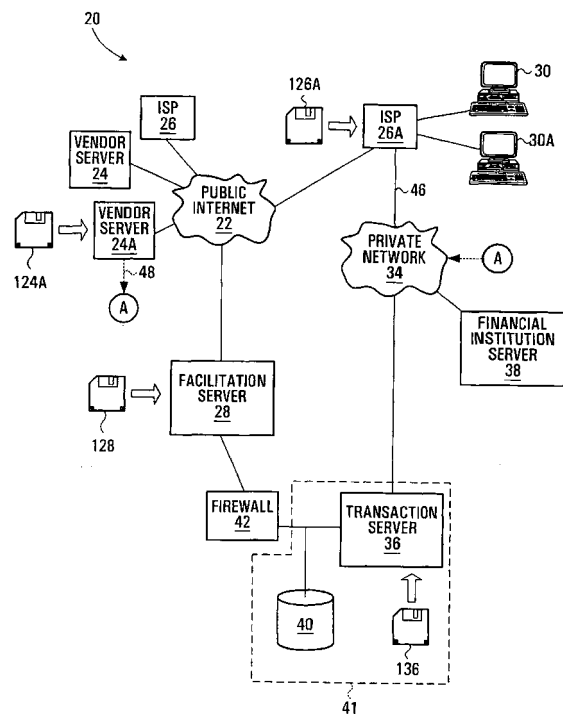 20
126A
30
ISP
26
ISP
26A
30A
VENDOR
SERVER
24
PUBLIC
INTERNET
22
46
VENDOR
SERVER
24A
PRIVATE
NETWORK
34
A
124A
48
A
FINANCIAL
INSTITUTION
SERVER
38
FACILITATION
SERVER
28
128
FIREWALL
42
TRANSACTION
SERVER
36
40
136
41